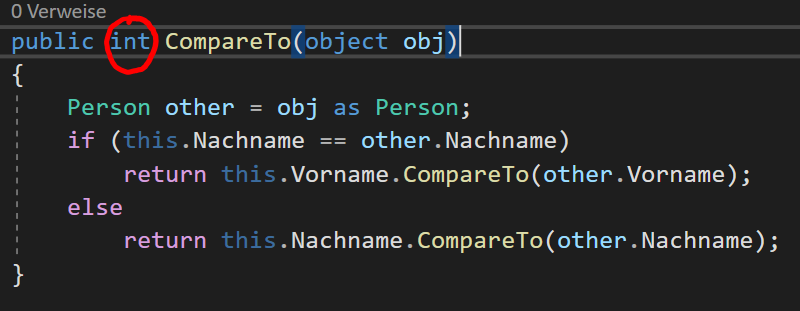 0 Verweise
public int CompareTo(object obj)
{
Person other = obj as Person;
if (this.Nachname == other.Nachname)
return this.Vorname.CompareTo(other.Vorname);
else
return this.Nachname.CompareTo(other.Nachname);
}